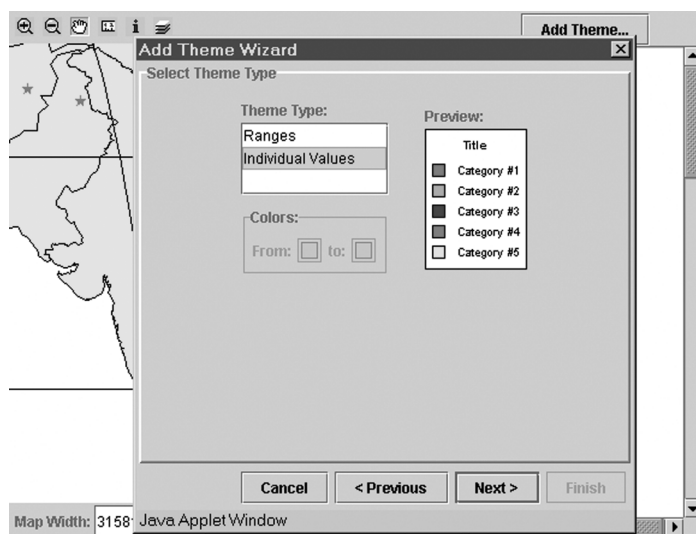 Add Theme...
Add Theme Wizard
Select Theme Type
Theme Type:
Ranges
Individual Values
Colors:
From: to:
Preview:
Title
Category #1
Category #2
Category #3
Category #4
Category #5
Cancel
< Previous
Next >
Finish
Map Width: 3158
Java Applet Window